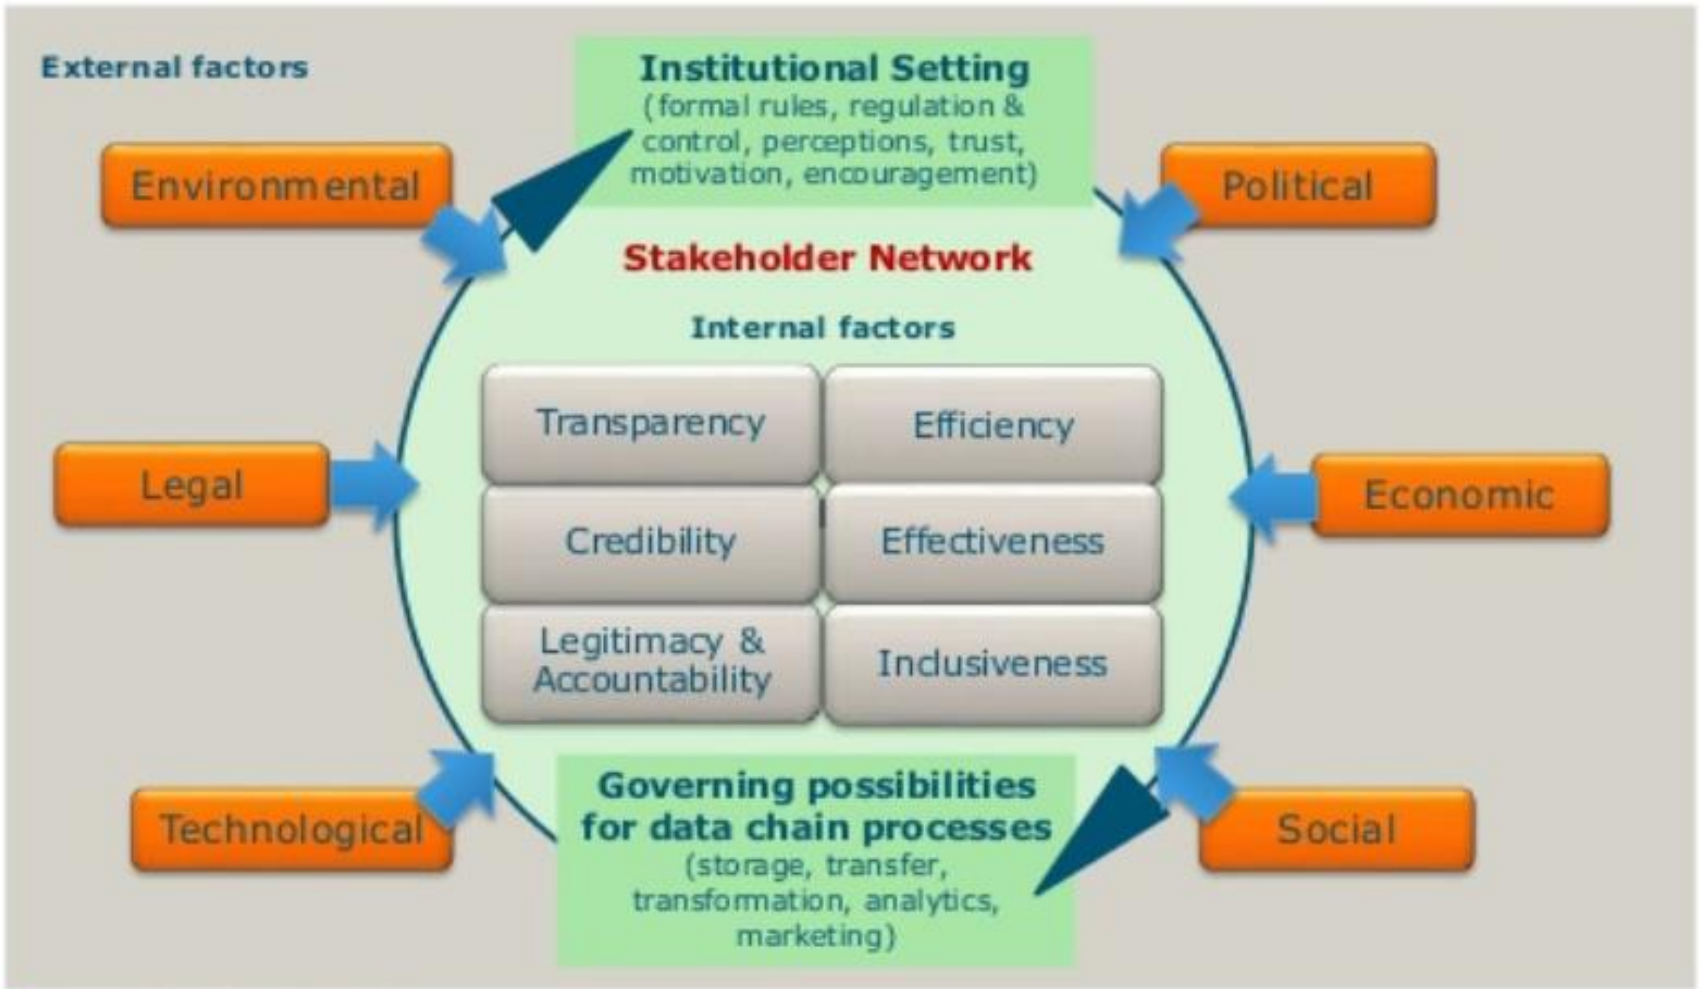 External factors
Institutional Setting
(formal rules, regulation &
control, perceptions, trust,
motivation, encouragement)
Environmental
Political
Stakeholder Network
Internal factors
Transparency
Efficiency
Legal
Economic
Credibility
Effectiveness
Legitimacy &
Accountability
Inclusiveness
Technological
Social
Governing possibilities
for data chain processes
(storage, transfer,
transformation, analytics,
marketing)